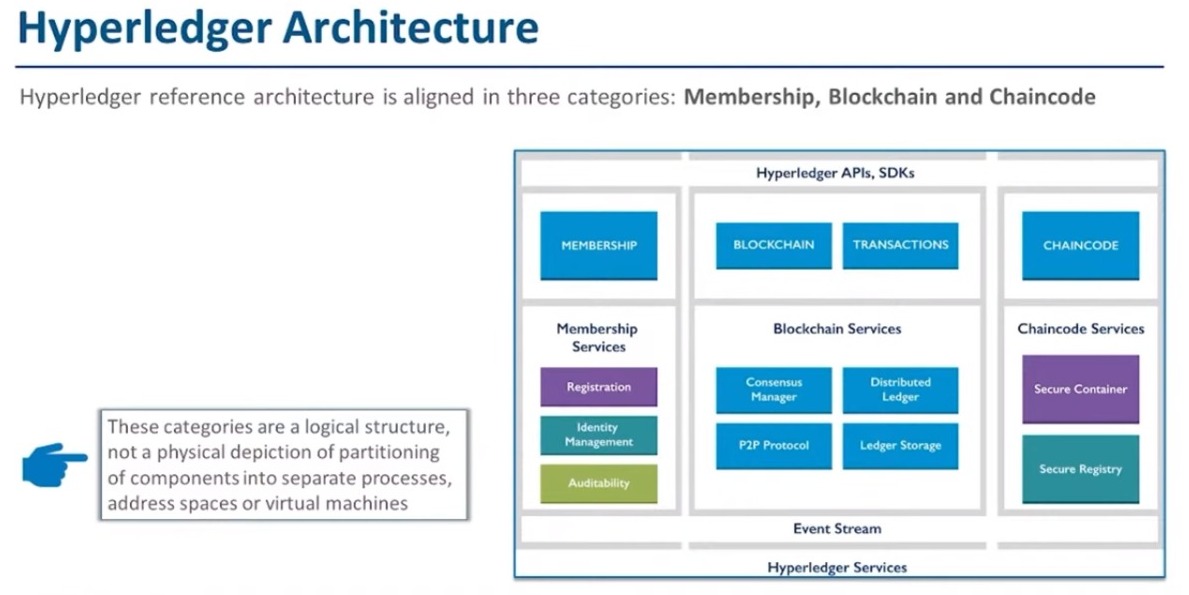 Hyperledger Architecture
Hyperledger reference architecture is aligned in three categories: Membership, Blockchain and Chaincode
Hyperledger APIs, SDKs
MEMBERSHIP
BLOCKCHAIN
TRANSACTIONS
CHAINCODE
Membership
Services
Registration
Identity
Management
Auditability
Blockchain Services
Consensus
Manager
Distributed
Ledger
P2P Protocol
Ledger Storage
Chaincode Services
Secure Container
Secure Registry
Event Stream
Hyperledger Services
These categories are a logical structure,
not a physical depiction of partitioning
of components into separate processes,
address spaces or virtual machines